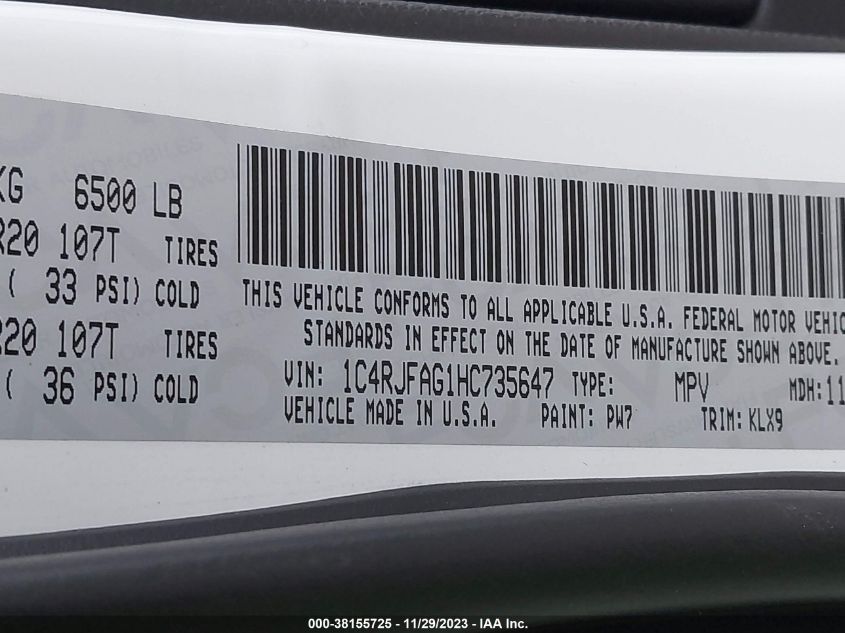 KG 6500 LB
R20 107T TIRES
( 33 PSI) COLD
R20 107T TIRES
( 36 PSI) COLD
THIS VEHICLE CONFORMS TO ALL APPLICABLE U.S.A. FEDERAL MOTOR VEHIC
STANDARDS IN EFFECT ON THE DATE OF MANUFACTURE SHOWN ABOVE.
VIN: 1C4RJFAG1HC735647 TYPE: MPV MDH:11
VEHICLE MADE IN U.S.A. PAINT: PW7 TRIM: KLX9
000-38155725 - 11/29/2023 - IAA Inc.